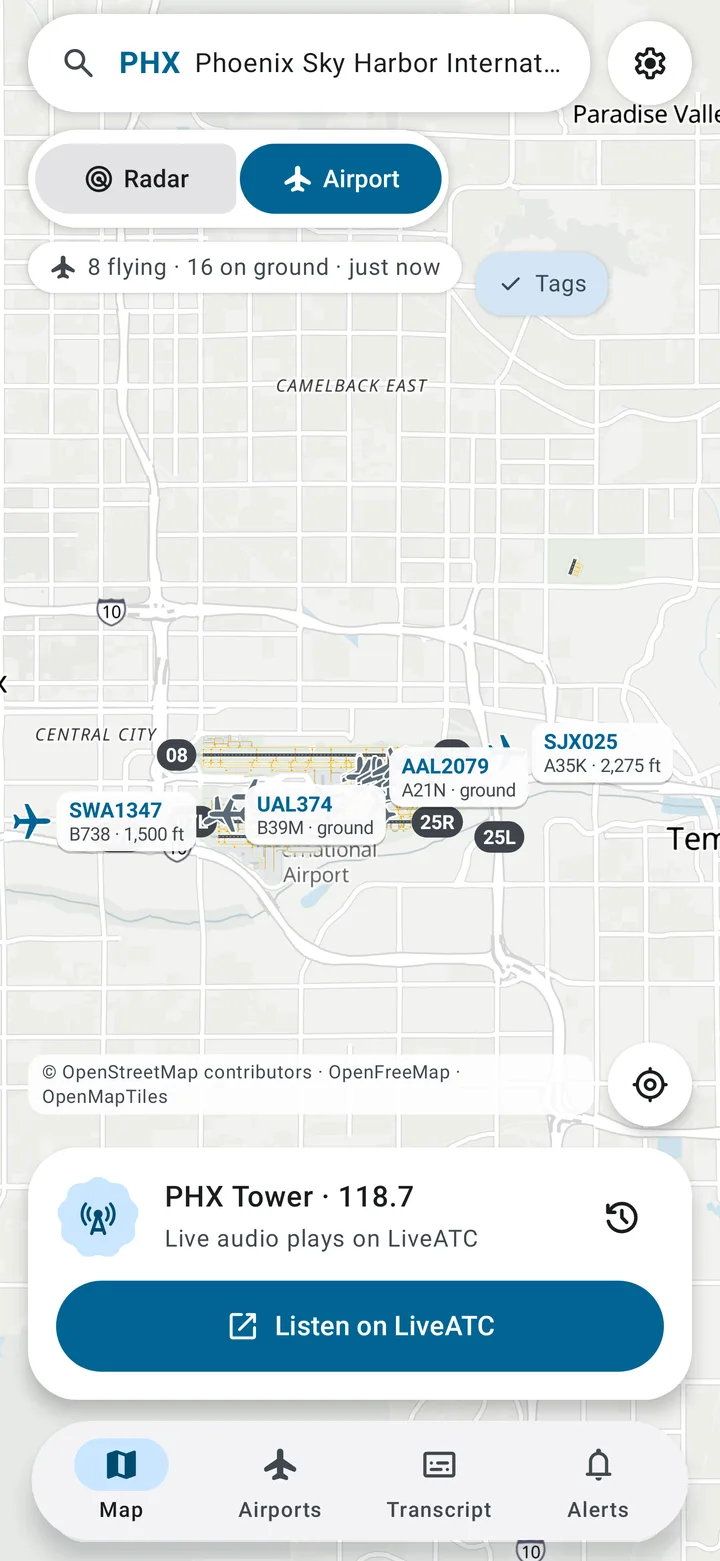 PHX Phoenix Sky Harbor Internat…
Paradise Valle
Radar
Airport
8 flying · 16 on ground · just now
Tags
CAMELBACK EAST
10
CENTRAL CITY
08
SJX025
A35K · 2,275 ft
AAL2079
A21N · ground
SWA1347
B738 · 1,500 ft
UAL374
B39M · ground
25R
25L
Tem
Airport
© OpenStreetMap contributors · OpenFreeMap ·
OpenMapTiles
PHX Tower · 118.7
Live audio plays on LiveATC
Listen on LiveATC
Map
Airports
Transcript
Alerts
10